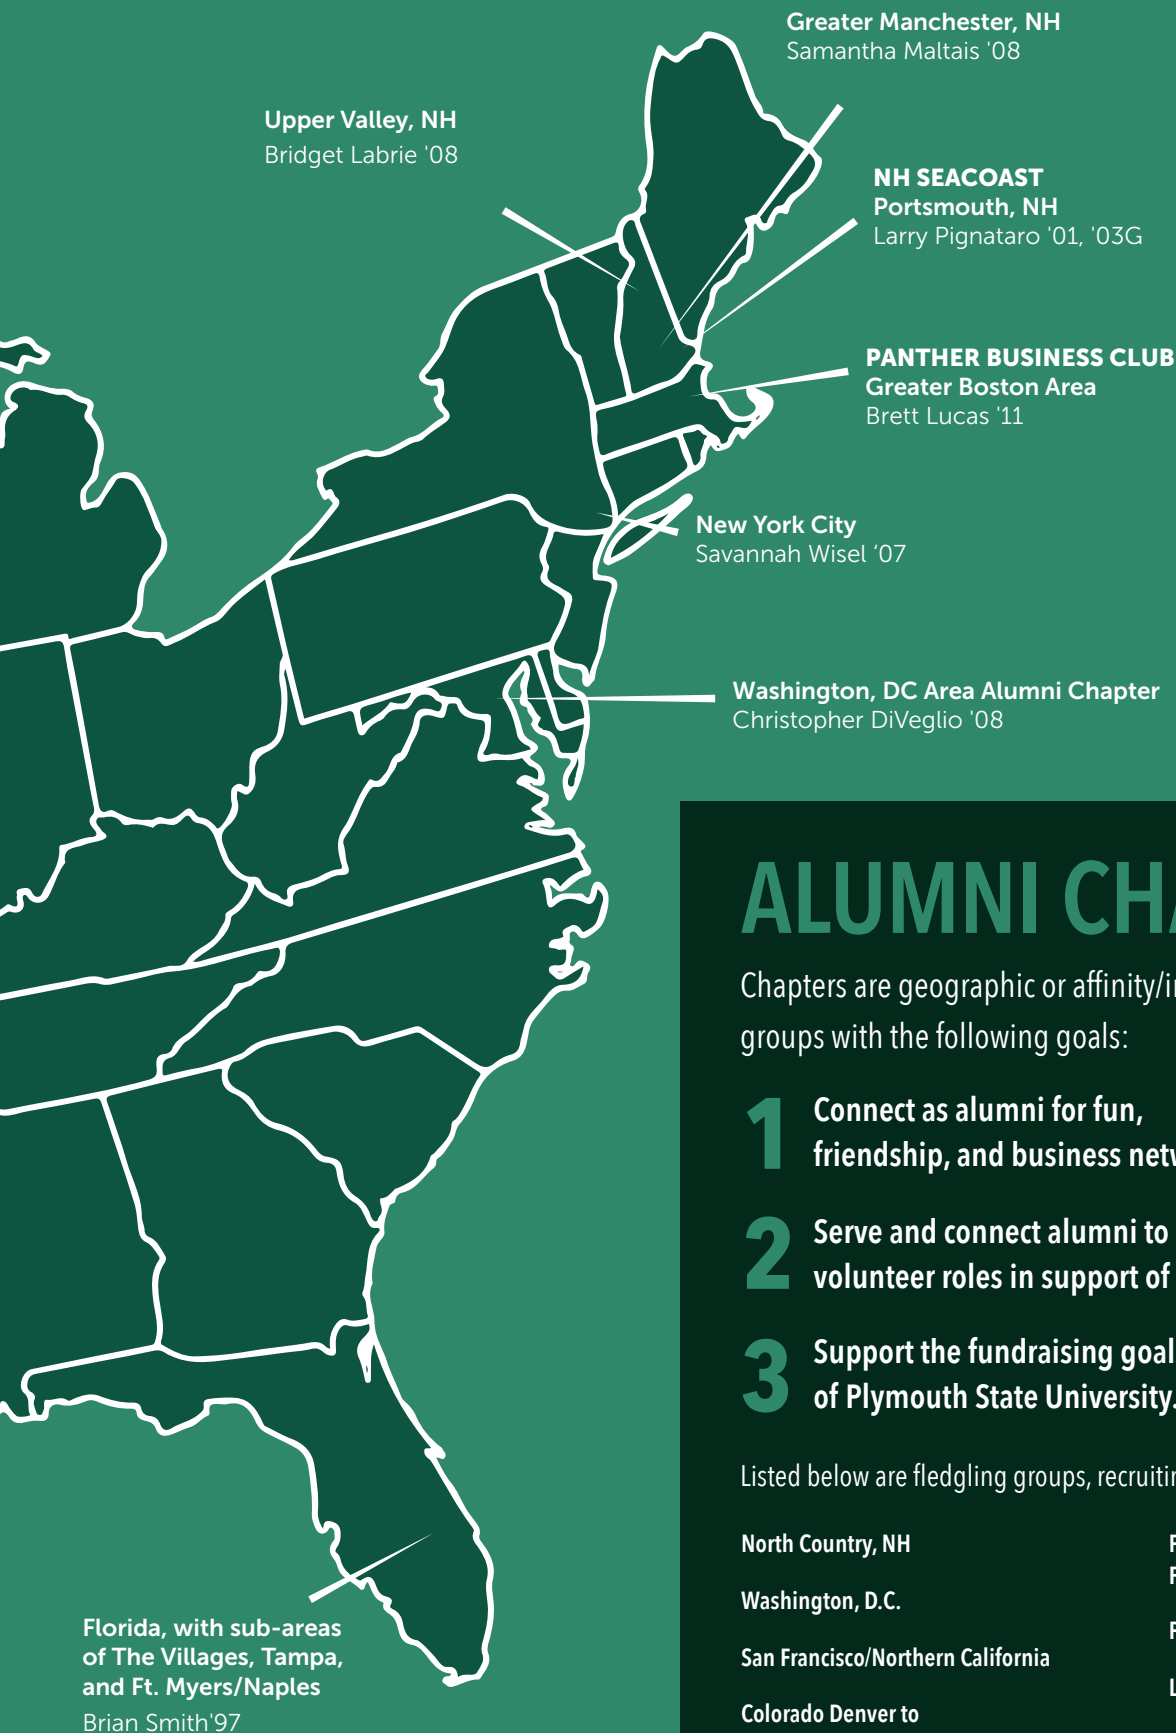 Greater Manchester, NH
Samantha Maltais '08
Upper Valley, NH
Bridget Labrie '08
NH SEACOAST
Portsmouth, NH
Larry Pignataro '01, '03G
PANTHER BUSINESS CLUB
Greater Boston Area
Brett Lucas '11
New York City
Savannah Wisel ‘07
Washington, DC Area Alumni Chapter
Christopher DiVeglio '08
ALUMNI
Chapters are geographic or
groups with the following goals:
1 Connect as alumni for fun,
friendship, and business
2 Serve and connect alumni to
volunteer roles in support of
3 Support the fundraising
of Plymouth State University.
Listed below are fledgling groups,
North Country, NH
Washington, D.C.
San Francisco/Northern California
Colorado Denver to
Florida, with sub-areas
of The Villages, Tampa,
and Ft. Myers/Naples
Brian Smith'97